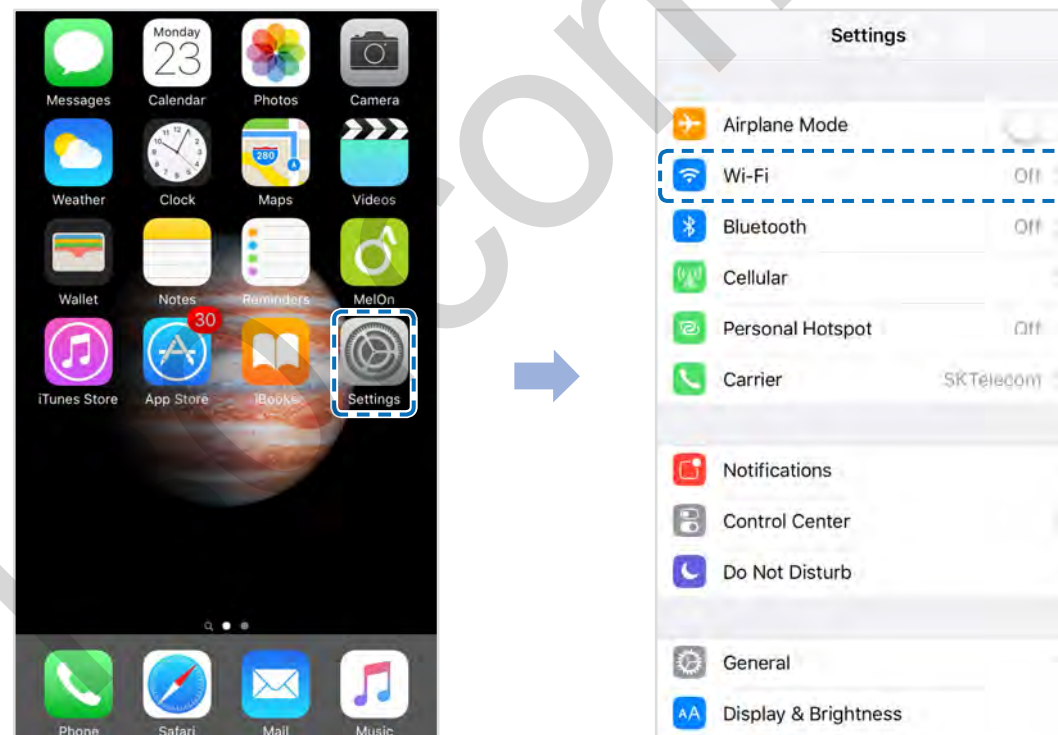 Monday
23
Messages Calendar Photos Camera
280
Weather Clock Maps Videos
Wallet Notes Reminders MelOn
30
iTunes Store App Store iBooks Settings
Phone Safari Mail Music
Settings
Airplane Mode
Wi-Fi Off
Bluetooth Off
Cellular
Personal Hotspot Off
Carrier SKTelecom
Notifications
Control Center
Do Not Disturb
General
AA Display & Brightness